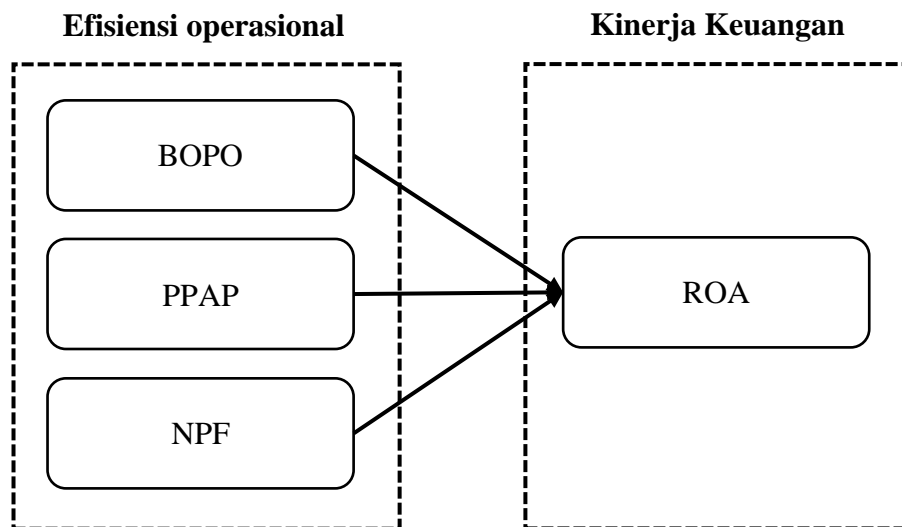 Efisiensi operasional
Kinerja Keuangan
BOPO
PPAP
ROA
NPF